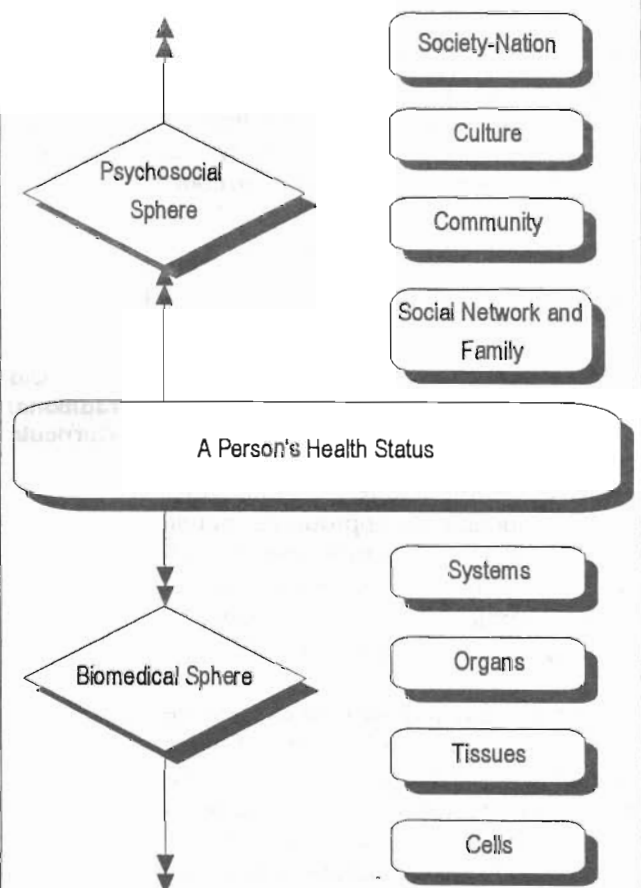 Society-Nation
Culture
Psychosocial
Sphere
Community
Social Network and
Family
A Person's Health Status
Systems
Organs
Biomedical Sphere
Tissues
Cells